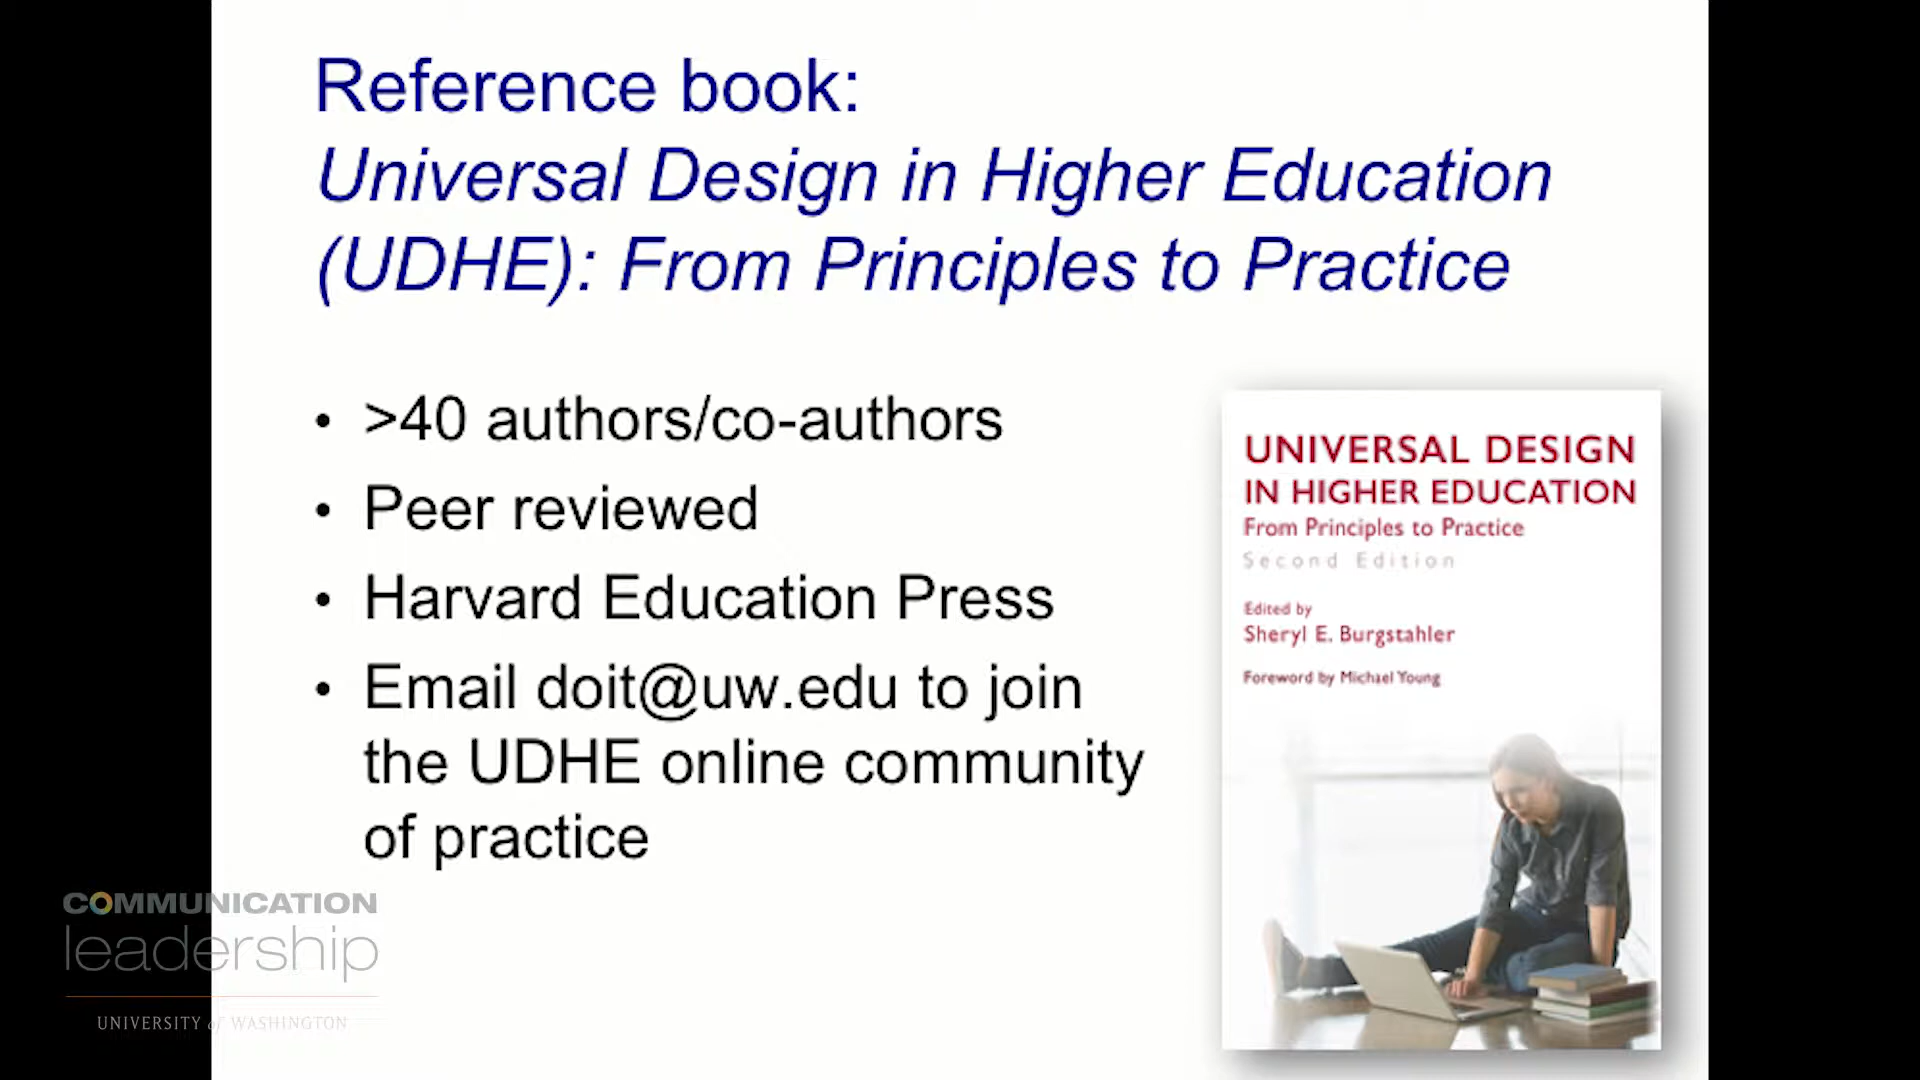 Reference book:
Universal Design in Higher Education
(UDHE): From Principles to Practice
• >40 authors/co-authors
• Peer reviewed
• Harvard Education Press
• Email doit@uw.edu to join
the UDHE online community
of practice
UNIVERSAL DESIGN
IN HIGHER EDUCATION
From Principles to Practice
Second Edition
Edited by
Sheryl E. Burgstahler
Foreword by Michael Young
COMMUNICATION
leadership
UNIVERSITY of WASHINGTON